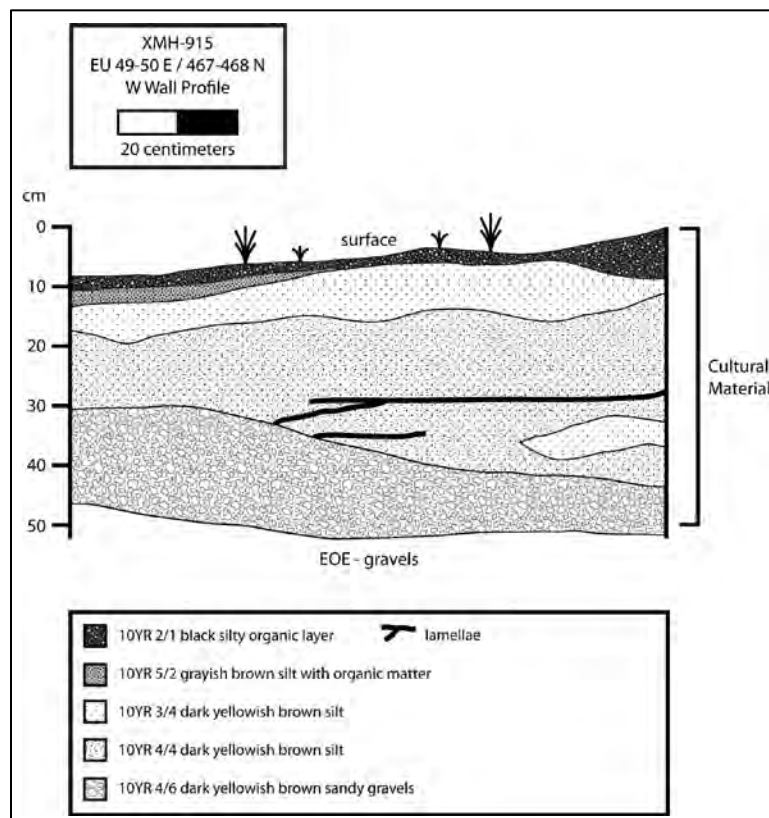 XMH-915
EU 49-50 E / 467-468 N
W Wall Profile
20 centimeters
cm
0
surface
10
20
30
40
50
Cultural
Material
EOE - gravels
10YR 2/1 black silty organic layer
lamellae
10YR 5/2 grayish brown silt with organic matter
10YR 3/4 dark yellowish brown silt
10YR 4/4 dark yellowish brown silt
10YR 4/6 dark yellowish brown sandy gravels